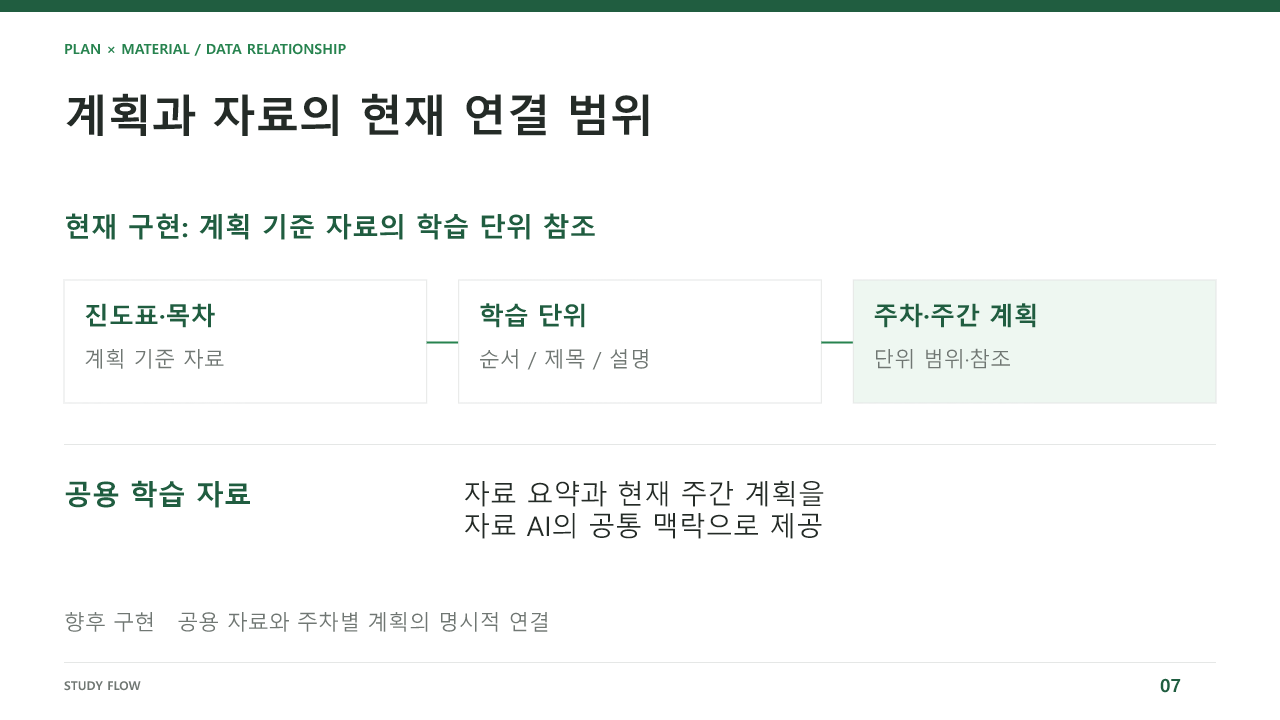 PLAN × MATERIAL / DATA RELATIONSHIP
계획과 자료의 현재 연결 범위
현재 구현: 계획 기준 자료의 학습 단위 참조
진도표·목차
계획 기준 자료
학습 단위
순서 / 제목 / 설명
주차·주간 계획
단위 범위·참조
공용 학습 자료
자료 요약과 현재 주간 계획을
자료 AI의 공통 맥락으로 제공
향후 구현 공용 자료와 주차별 계획의 명시적 연결
STUDY FLOW
07